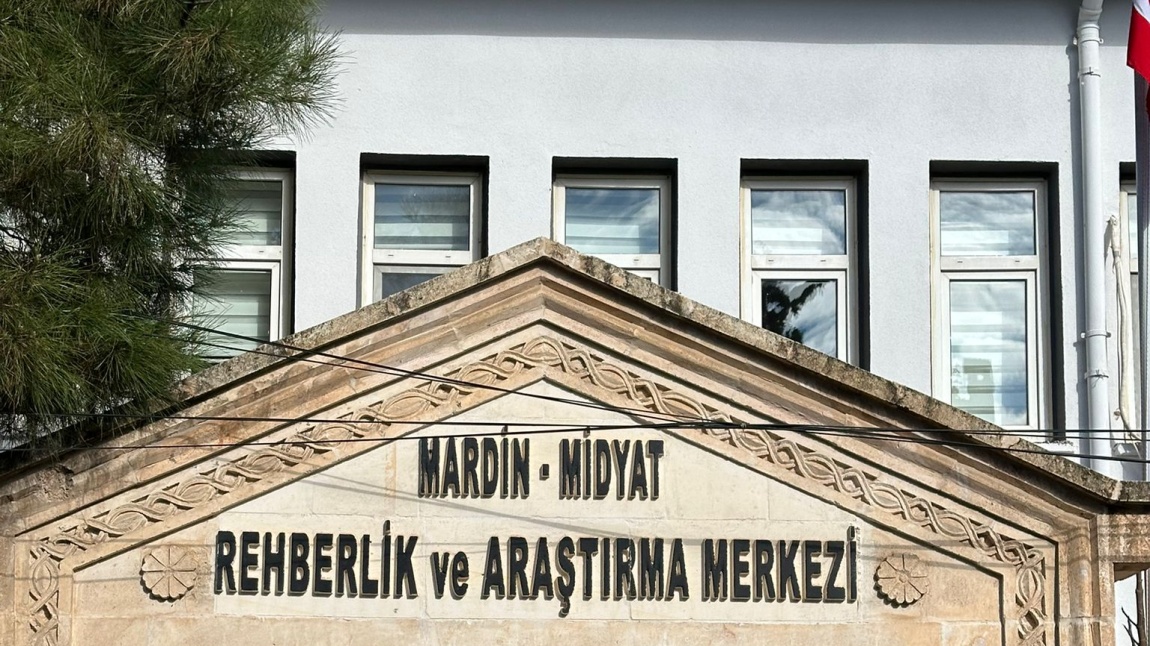 MARDİN - MİDYAT
REHBERLİK ve ARAŞTIRMA MERKEZİ